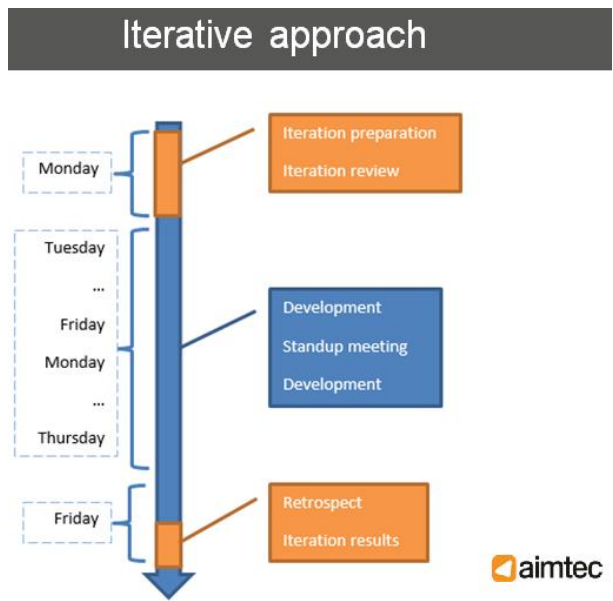 Iterative approach
Monday
Iteration preparation
Iteration review
Tuesday
...
Friday
Monday
...
Thursday
Development
Standup meeting
Development
Friday
Retrospect
Iteration results
aimtec